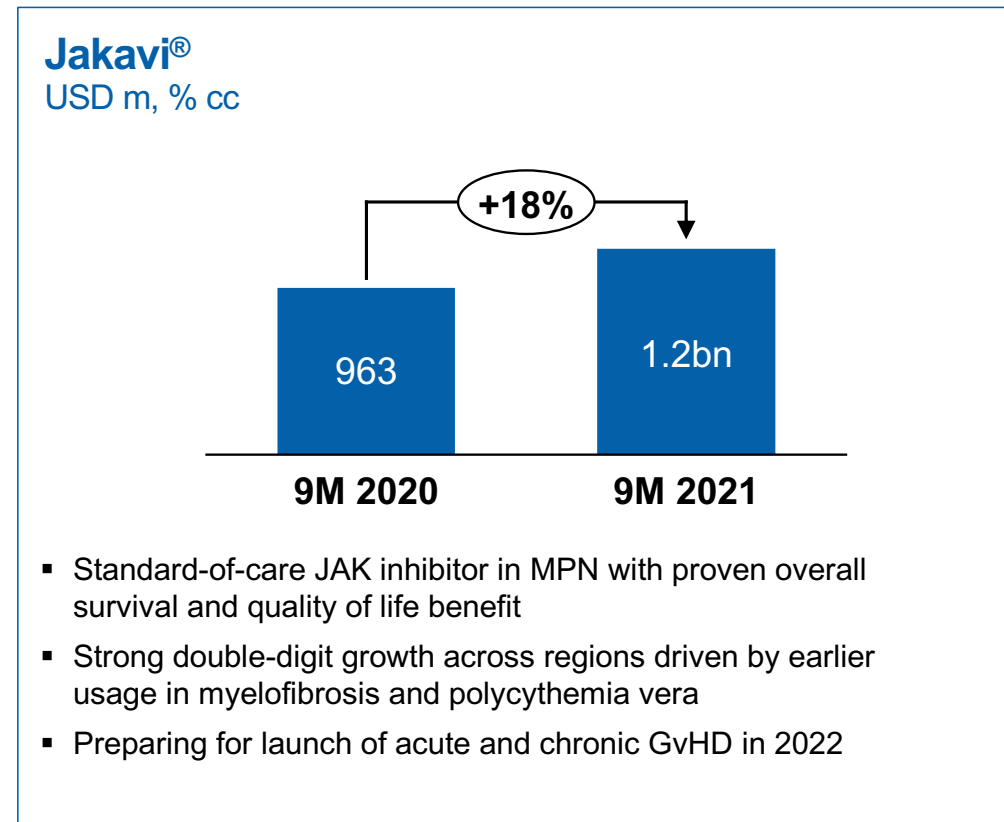 Jakavi®
USD m, % cc
+18%
963
1.2bn
9M 2020
9M 2021
▪ Standard-of-care JAK inhibitor in MPN with proven overall
survival and quality of life benefit
▪ Strong double-digit growth across regions driven by earlier
usage in myelofibrosis and polycythemia vera
▪ Preparing for launch of acute and chronic GvHD in 2022